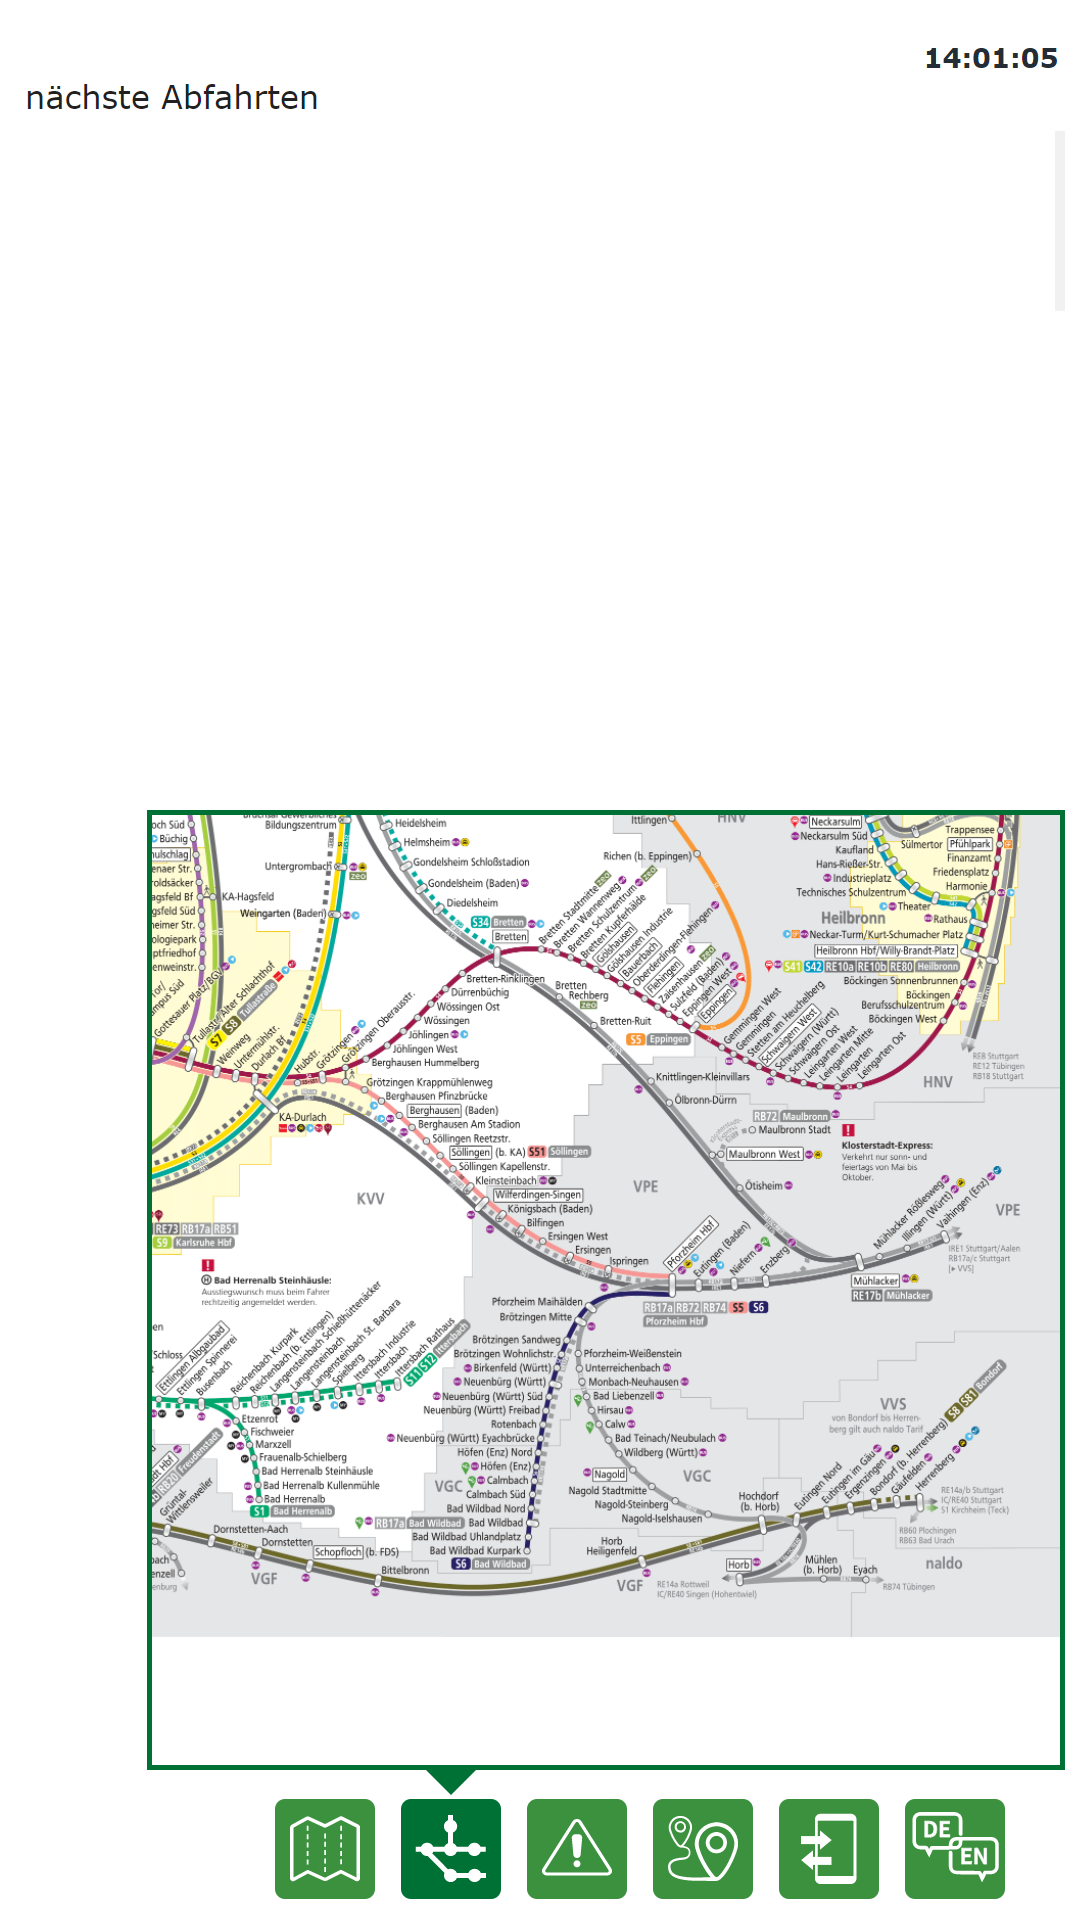 14:01:05
nächste Abfahrten
Heidelsheim
Helmsheim
Gondelsheim Schloßstadion
Gondelsheim (Baden)
Diedelsheim
S34 Bretten
Bretten
Bildungszentrum
Untergrombach
Weingarten (Baden)
Büchig
KA-Hagsfeld
Gottesauer Platz/BGV
Tullastr./Alter Schlachthof
S7 S8 Tullastraße
Weinweg
Untermühlstr.
Durlach Bf
Hubstr.
Grötzingen
Grötzingen Oberausstr.
KA-Durlach
Bretten-Rinklingen
Dürrenbüchig
Wössingen Ost
Wössingen
Jöhlingen
Jöhlingen West
Berghausen Hummelberg
Grötzingen Krappmühlenweg
Berghausen Pfinzbrücke
Berghausen (Baden)
Berghausen Am Stadion
Söllingen Reetzstr.
Söllingen (b. KA) S51 Söllingen
Söllingen Kapellenstr.
Kleinsteinbach
Wilferdingen-Singen
Königsbach (Baden)
Bilfingen
Ersingen West
Ersingen
Ispringen
Bretten Stadtmitte
Bretten Wannenweg
Bretten Schulzentrum
Bretten Kupferhälde
Gölshausen
Gölshausen Industrie
Bauerbach
Oberderdingen-Flehingen
Flehingen
Zaisenhausen
Sulzfeld (Baden)
Eppingen West
Eppingen
Ittlingen
Richen (b. Eppingen)
S5 Eppingen
Gemmingen West
Gemmingen
Stetten am Heuchelberg
Schwaigern West
Schwaigern (Württ)
Schwaigern Ost
Leingarten West
Leingarten Mitte
Leingarten
Leingarten Ost
HNV
Neckarsulm
Neckarsulm Süd
Kaufland
Hans-Rießer-Str.
Industrieplatz
Technisches Schulzentrum
Theater
Heilbronn
Rathaus
Neckar-Turm/Kurt-Schumacher Platz
Heilbronn Hbf/Willy-Brandt-Platz
S41 S42 RE10a RE10b RE80 Heilbronn
Böckingen Sonnenbrunnen
Böckingen
Berufsschulzentrum
Böckingen West
Sülmertor
Trappensee
Pfühlpark
Finanzamt
Friedensplatz
Harmonie
RE8 Stuttgart
RE12 Tübingen
RB18 Stuttgart
HNV
Bretten
Rechberg
Bretten-Ruit
Knittlingen-Kleinvillars
Ölbronn-Dürrn
RB72 Maulbronn
Maulbronn Stadt
Maulbronn West
Ötisheim
Klosterstadt-Express:
Verkehrt nur sonn- und
feiertags von Mai bis
Oktober.
KVV
VPE
VPE
Mühlacker Rößlesweg
Illingen (Württ)
Vaihingen (Enz)
IRE1 Stuttgart/Aalen
RB17a/c Stuttgart
[▸ VVS]
Mühlacker
RE17b Mühlacker
Pforzheim Hbf
Eutingen (Baden)
Niefern
Enzberg
RB17a RB72 RB74 S5 S6
Pforzheim Hbf
RE73 RB17a RB51
S9 Karlsruhe Hbf
Bad Herrenalb Steinhäusle:
Ausstiegswunsch muss beim Fahrer
rechtzeitig angemeldet werden.
Ettlingen Albgaubad
Ettlingen Spinnerei
Busenbach
Reichenbach Kurpark
Reichenbach (b. Ettlingen)
Langensteinbach Schießhüttenäcker
Langensteinbach
Langensteinbach St. Barbara
Spielberg
Ittersbach Industrie
Ittersbach
Ittersbach Rathaus
S11 S12 Ittersbach
Etzenrot
Fischweier
Marxzell
Frauenalb-Schielberg
Bad Herrenalb Steinhäusle
Bad Herrenalb Kullenmühle
Bad Herrenalb
S1 Bad Herrenalb
Pforzheim Maihälden
Brötzingen Mitte
Brötzingen Sandweg
Brötzingen Wohnlichstr.
Birkenfeld (Württ)
Neuenbürg (Württ)
Neuenbürg (Württ) Süd
Neuenbürg (Württ) Freibad
Rotenbach
Neuenbürg (Württ) Eyachbrücke
Höfen (Enz) Nord
Höfen (Enz)
Calmbach
Calmbach Süd
Bad Wildbad Nord
RB17a Bad Wildbad Bad Wildbad
Bad Wildbad Uhlandplatz
Bad Wildbad Kurpark
S6 Bad Wildbad
VGC
Pforzheim-Weißenstein
Unterreichenbach
Monbach-Neuhausen
Bad Liebenzell
Hirsau
Calw
Bad Teinach/Neubulach
Wildberg (Württ)
Nagold
Nagold Stadtmitte
Nagold-Steinberg
Nagold-Iselshausen
VGC
VVS
von Bondorf bis Herren-
berg gilt auch naldo Tarif
S8 S81 Bondorf
Hochdorf
(b. Horb)
Eutingen Nord
Eutingen im Gäu
Ergenzingen
Bondorf (b. Herrenberg)
Gäufelden
Herrenberg
RE14a/b Stuttgart
IC/RE40 Stuttgart
S1 Kirchheim (Teck)
RB60 Plochingen
RB63 Bad Urach
naldo
Grüntal-
Wittlensweiler
Dornstetten-Aach
Dornstetten
Schopfloch (b. FDS)
Bittelbronn
VGF
Horb
Heiligenfeld
VGF
Horb
RE14a Rottweil
IC/RE40 Singen (Hohentwiel)
Mühlen
(b. Horb)
Eyach
RB74 Tübingen
DE
EN